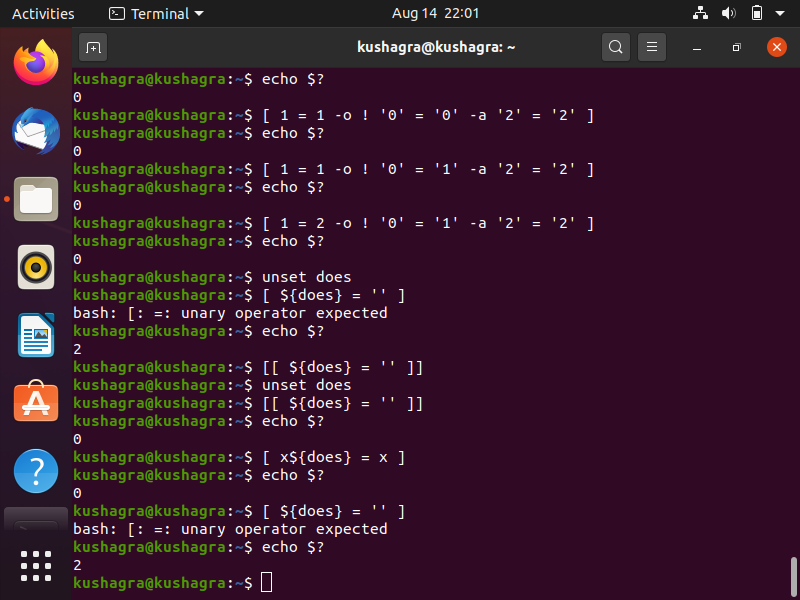 Activities Terminal Aug 14 22:01
kushagra@kushagra: ~
kushagra@kushagra:~$ echo $?
0
kushagra@kushagra:~$ [ 1 = 1 -o ! '0' = '0' -a '2' = '2' ]
kushagra@kushagra:~$ echo $?
0
kushagra@kushagra:~$ [ 1 = 1 -o ! '0' = '1' -a '2' = '2' ]
kushagra@kushagra:~$ echo $?
0
kushagra@kushagra:~$ [ 1 = 2 -o ! '0' = '1' -a '2' = '2' ]
kushagra@kushagra:~$ echo $?
0
kushagra@kushagra:~$ unset does
kushagra@kushagra:~$ [ ${does} = '' ]
bash: [: =: unary operator expected
kushagra@kushagra:~$ echo $?
2
kushagra@kushagra:~$ [[ ${does} = '' ]]
kushagra@kushagra:~$ unset does
kushagra@kushagra:~$ [[ ${does} = '' ]]
kushagra@kushagra:~$ echo $?
0
kushagra@kushagra:~$ [ x${does} = x ]
kushagra@kushagra:~$ echo $?
0
kushagra@kushagra:~$ [ ${does} = '' ]
bash: [: =: unary operator expected
kushagra@kushagra:~$ echo $?
2
kushagra@kushagra:~$